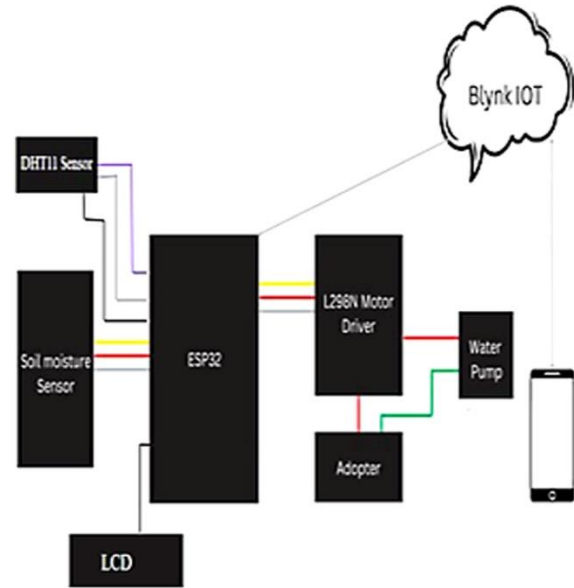 Blynk IOT
DHT11 Sensor
Soil moisture
Sensor
ESP32
L298N Motor
Driver
Water
Pump
Adopter
LCD